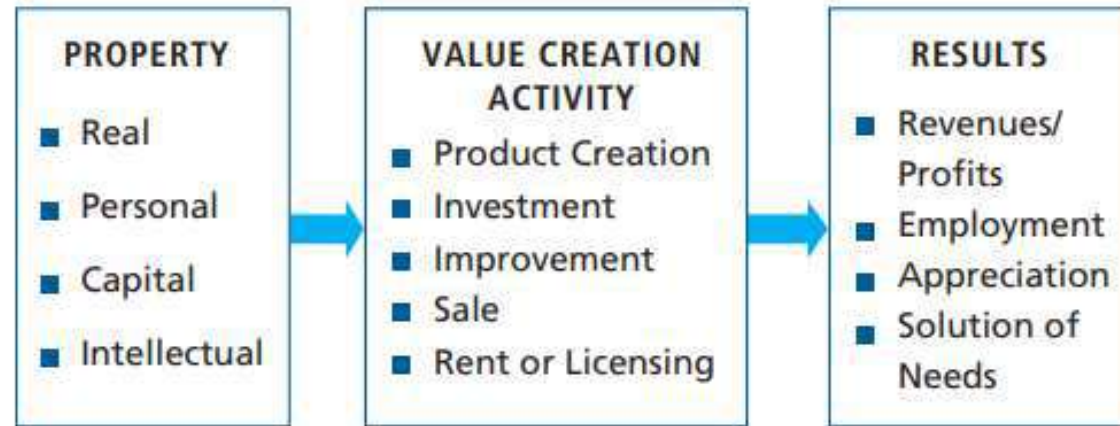 PROPERTY
Real
Personal
Capital
Intellectual
VALUE CREATION
ACTIVITY
Product Creation
Investment
Improvement
Sale
Rent or Licensing
RESULTS
Revenues/
Profits
Employment
Appreciation
Solution of
Needs